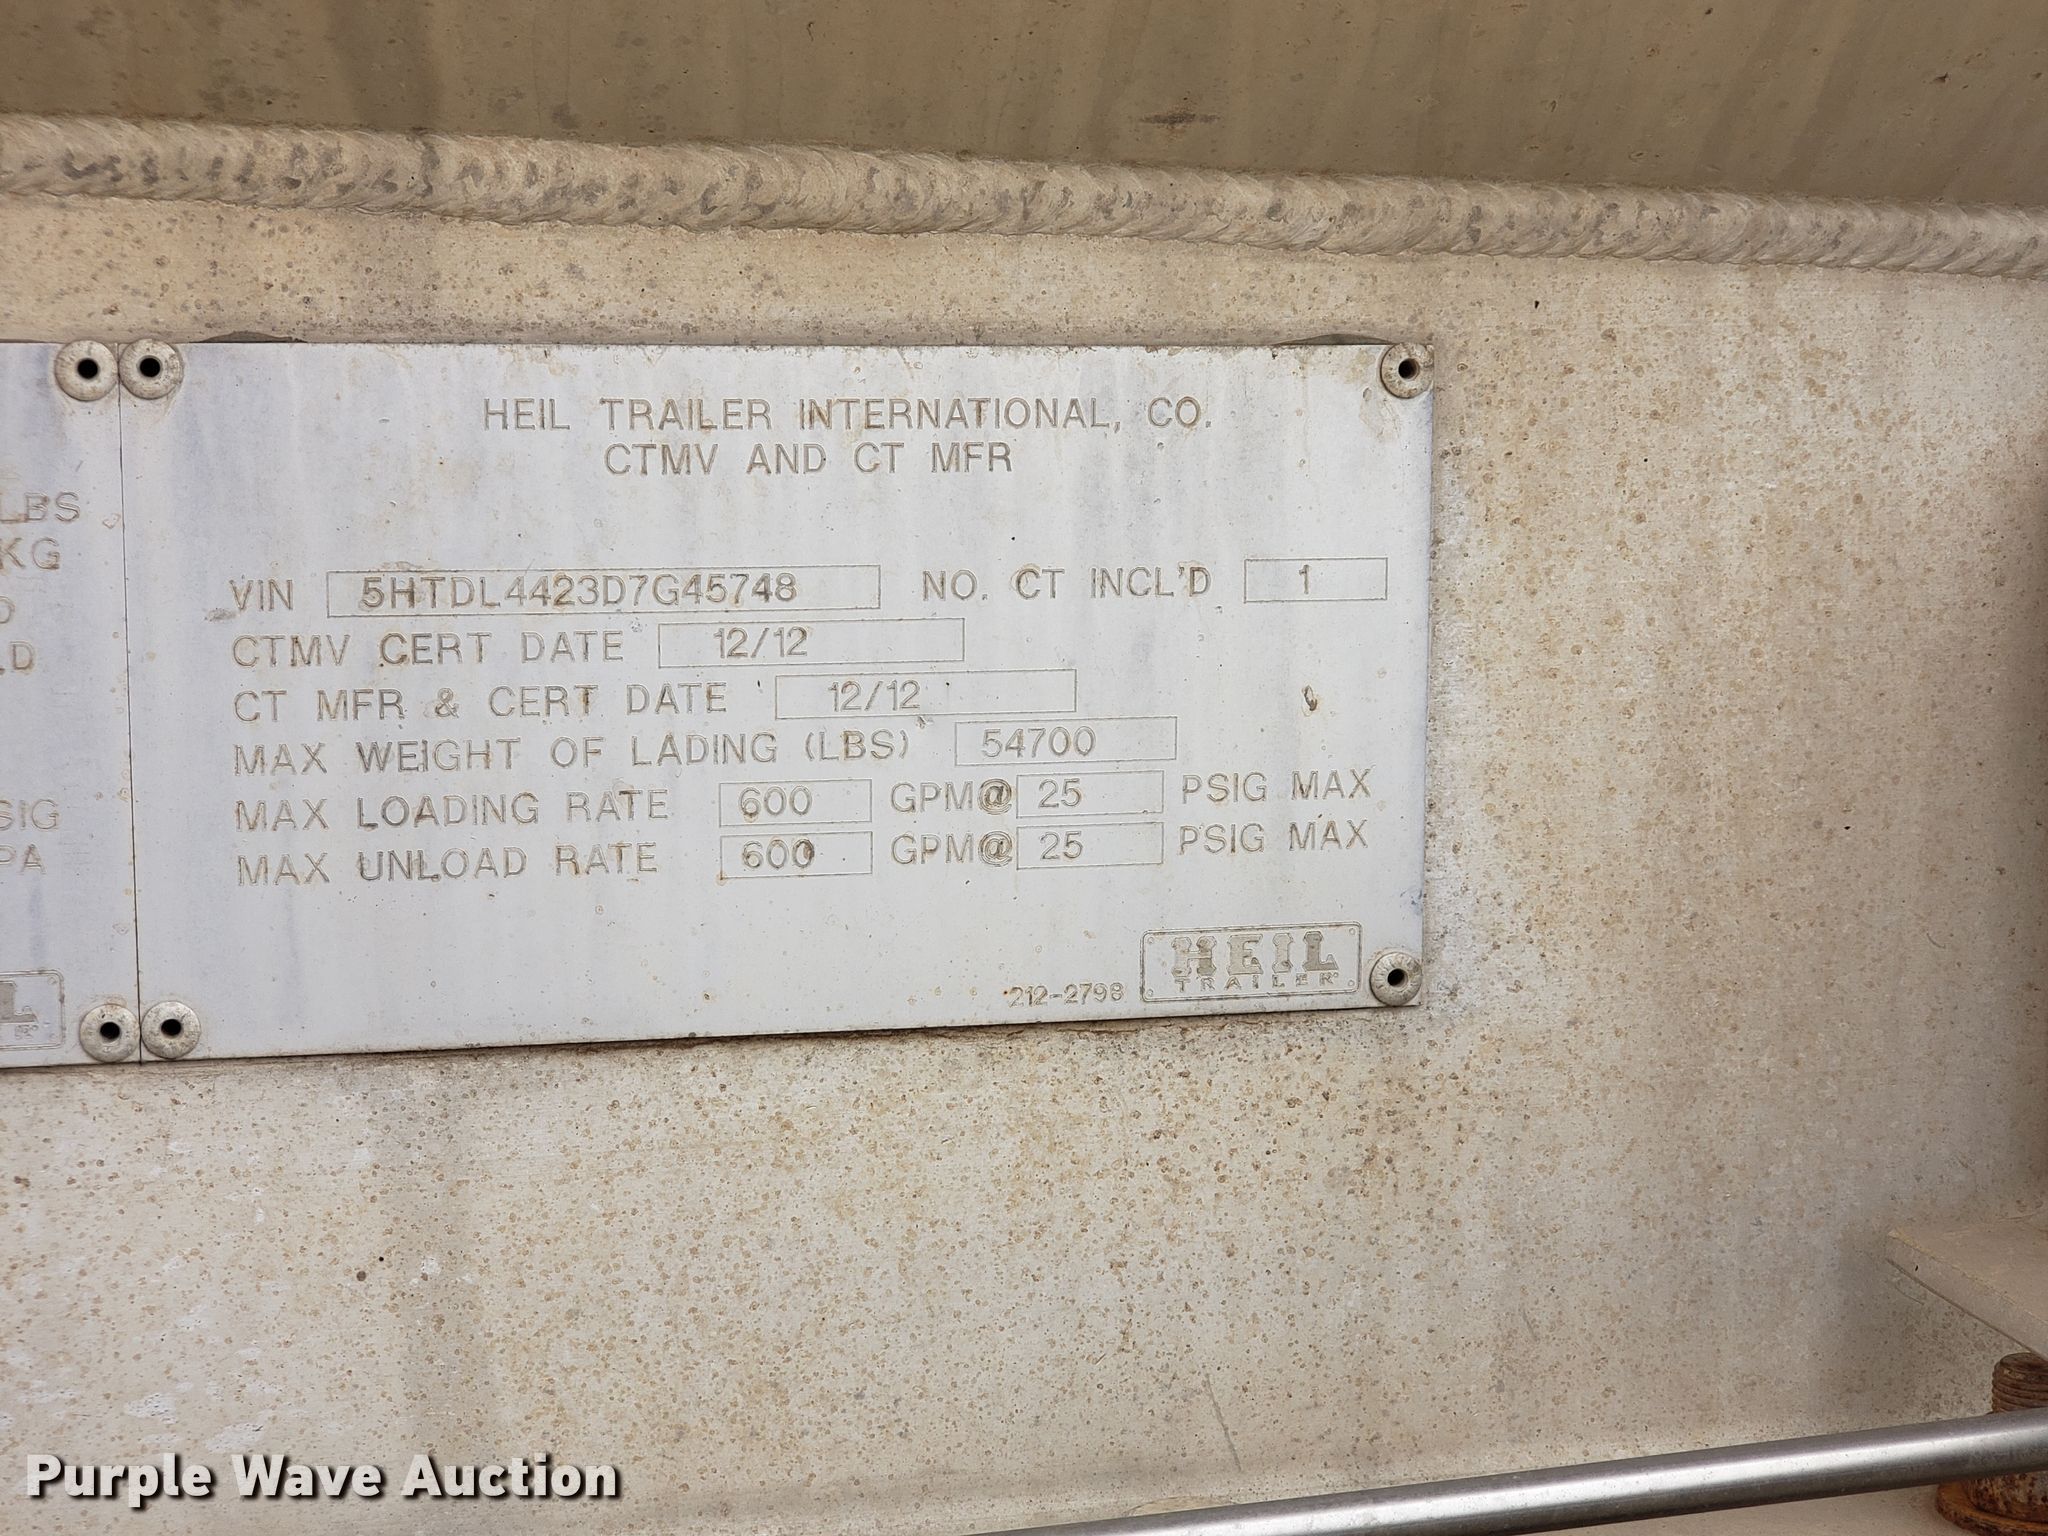 HEIL TRAILER INTERNATIONAL, CO.
CTMV AND CT MFR
LBS
KG
VIN 5HTDL4423D7G45748 NO. CT INCL'D 1
CTMV CERT DATE 12/12
CT MFR & CERT DATE 12/12
MAX WEIGHT OF LADING (LBS) 54700
MAX LOADING RATE 600 GPM@ 25 PSIG MAX
MAX UNLOAD RATE 600 GPM@ 25 PSIG MAX
SIG
PA
212-2798
HEIL
TRAILER
Purple Wave Auction